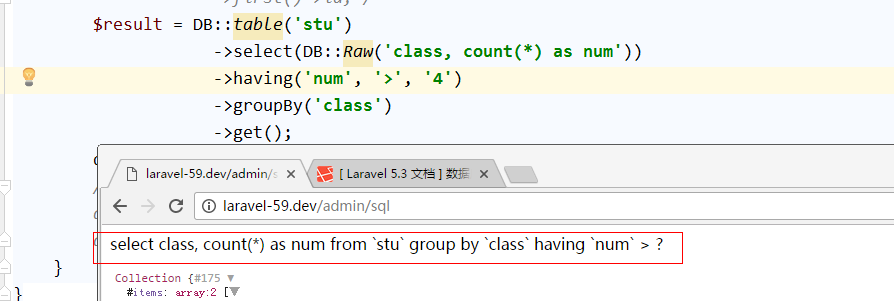 $result = DB::table('stu')
->select(DB::Raw('class, count(*) as num'))
->having('num', '>', '4')
->groupBy('class')
->get();
laravel-59.dev/admin/s
[ Laravel 5.3 文档 ] 数据
laravel-59.dev/admin/sql
select class, count(*) as num from `stu` group by `class` having `num` > ?
}
Collection {#175 ▼
#items: array:2 [▼
}